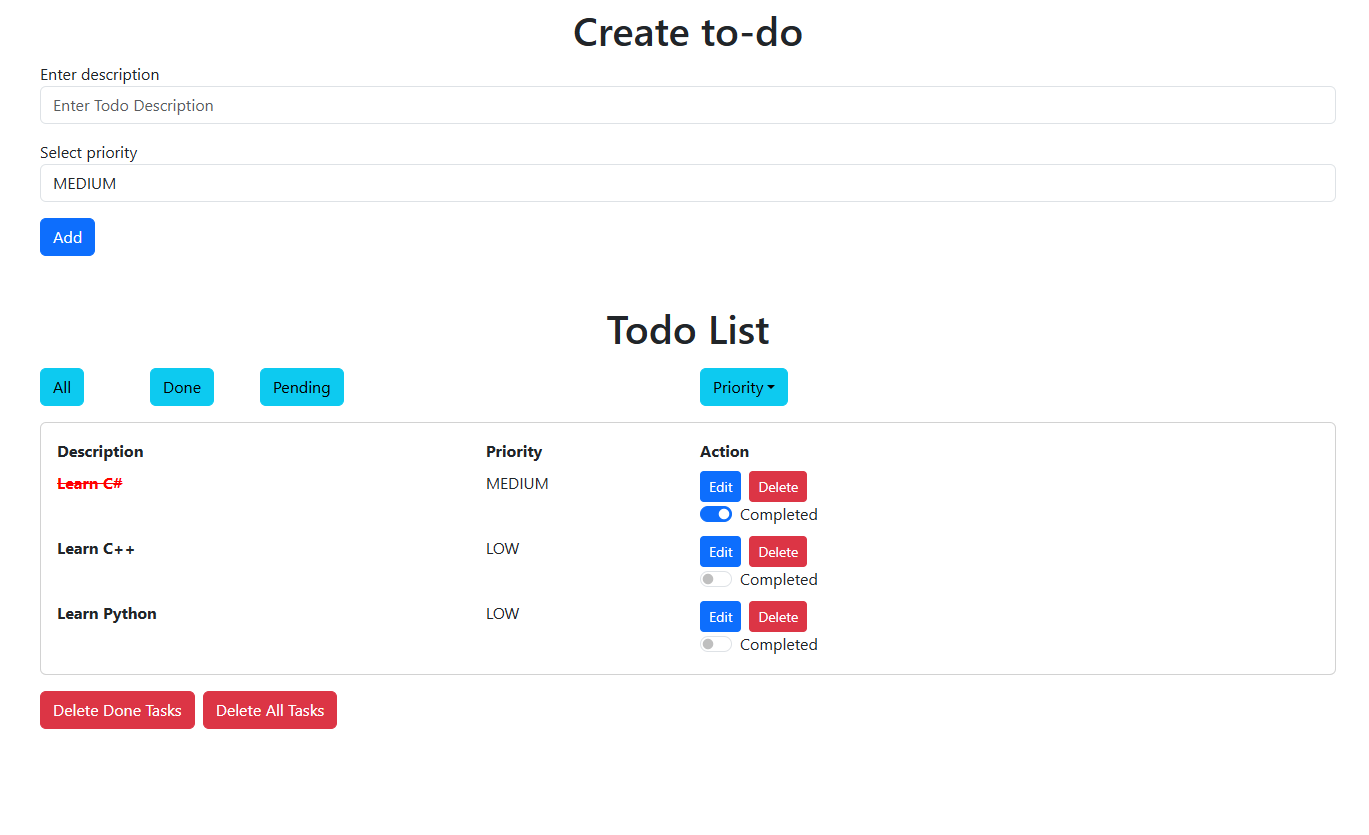 Create to-do
Enter description
Enter Todo Description
Select priority
MEDIUM
Add
Todo List
All Done Pending Priority
Description Priority Action
Learn C# MEDIUM Edit Delete
Completed
Learn C++ LOW Edit Delete
Completed
Learn Python LOW Edit Delete
Completed
Delete Done Tasks Delete All Tasks